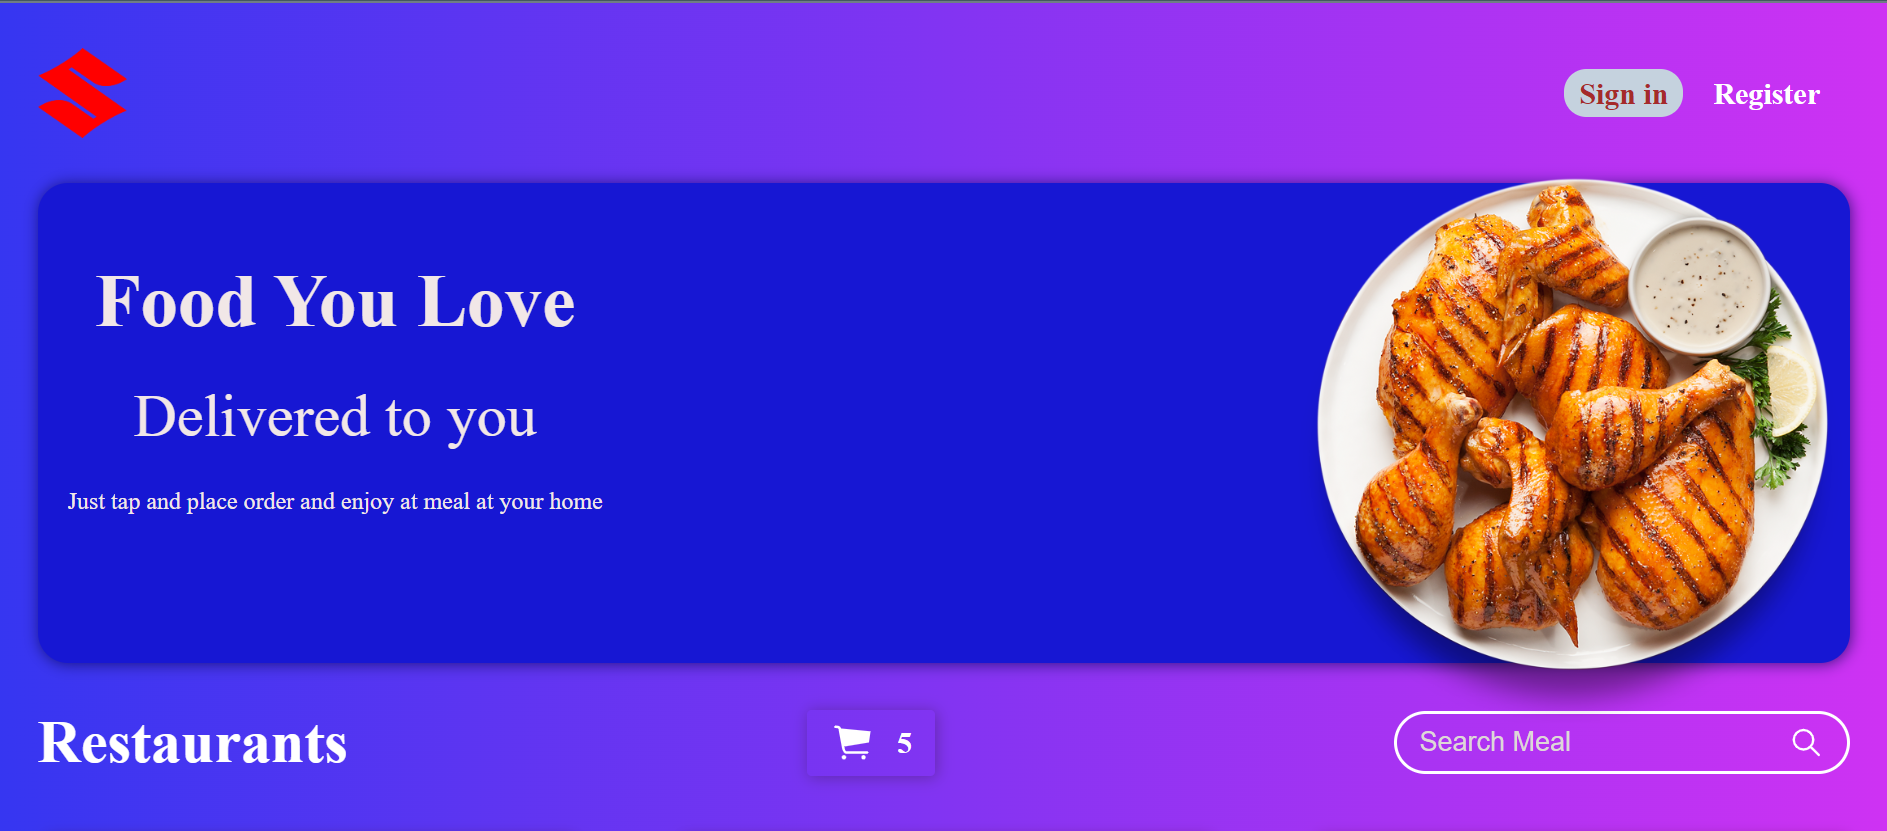 Sign in
Register
Food You Love
Delivered to you
Just tap and place order and enjoy at meal at your home
Restaurants
5
Search Meal